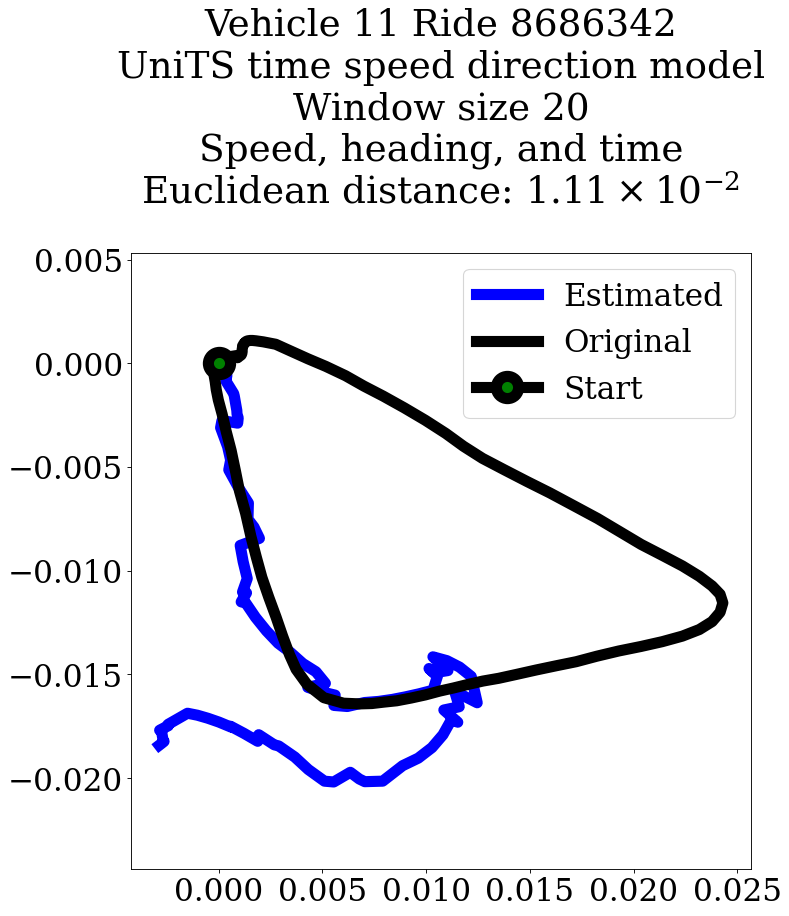 Vehicle 11 Ride 8686342
UniTS time speed direction model
Window size 20
Speed, heading, and time
Euclidean distance: 1.11 × 10⁻²
0.005
Estimated
Original
Start
0.000
−0.005
−0.010
−0.015
−0.020
0.000 0.005 0.010 0.015 0.020 0.025